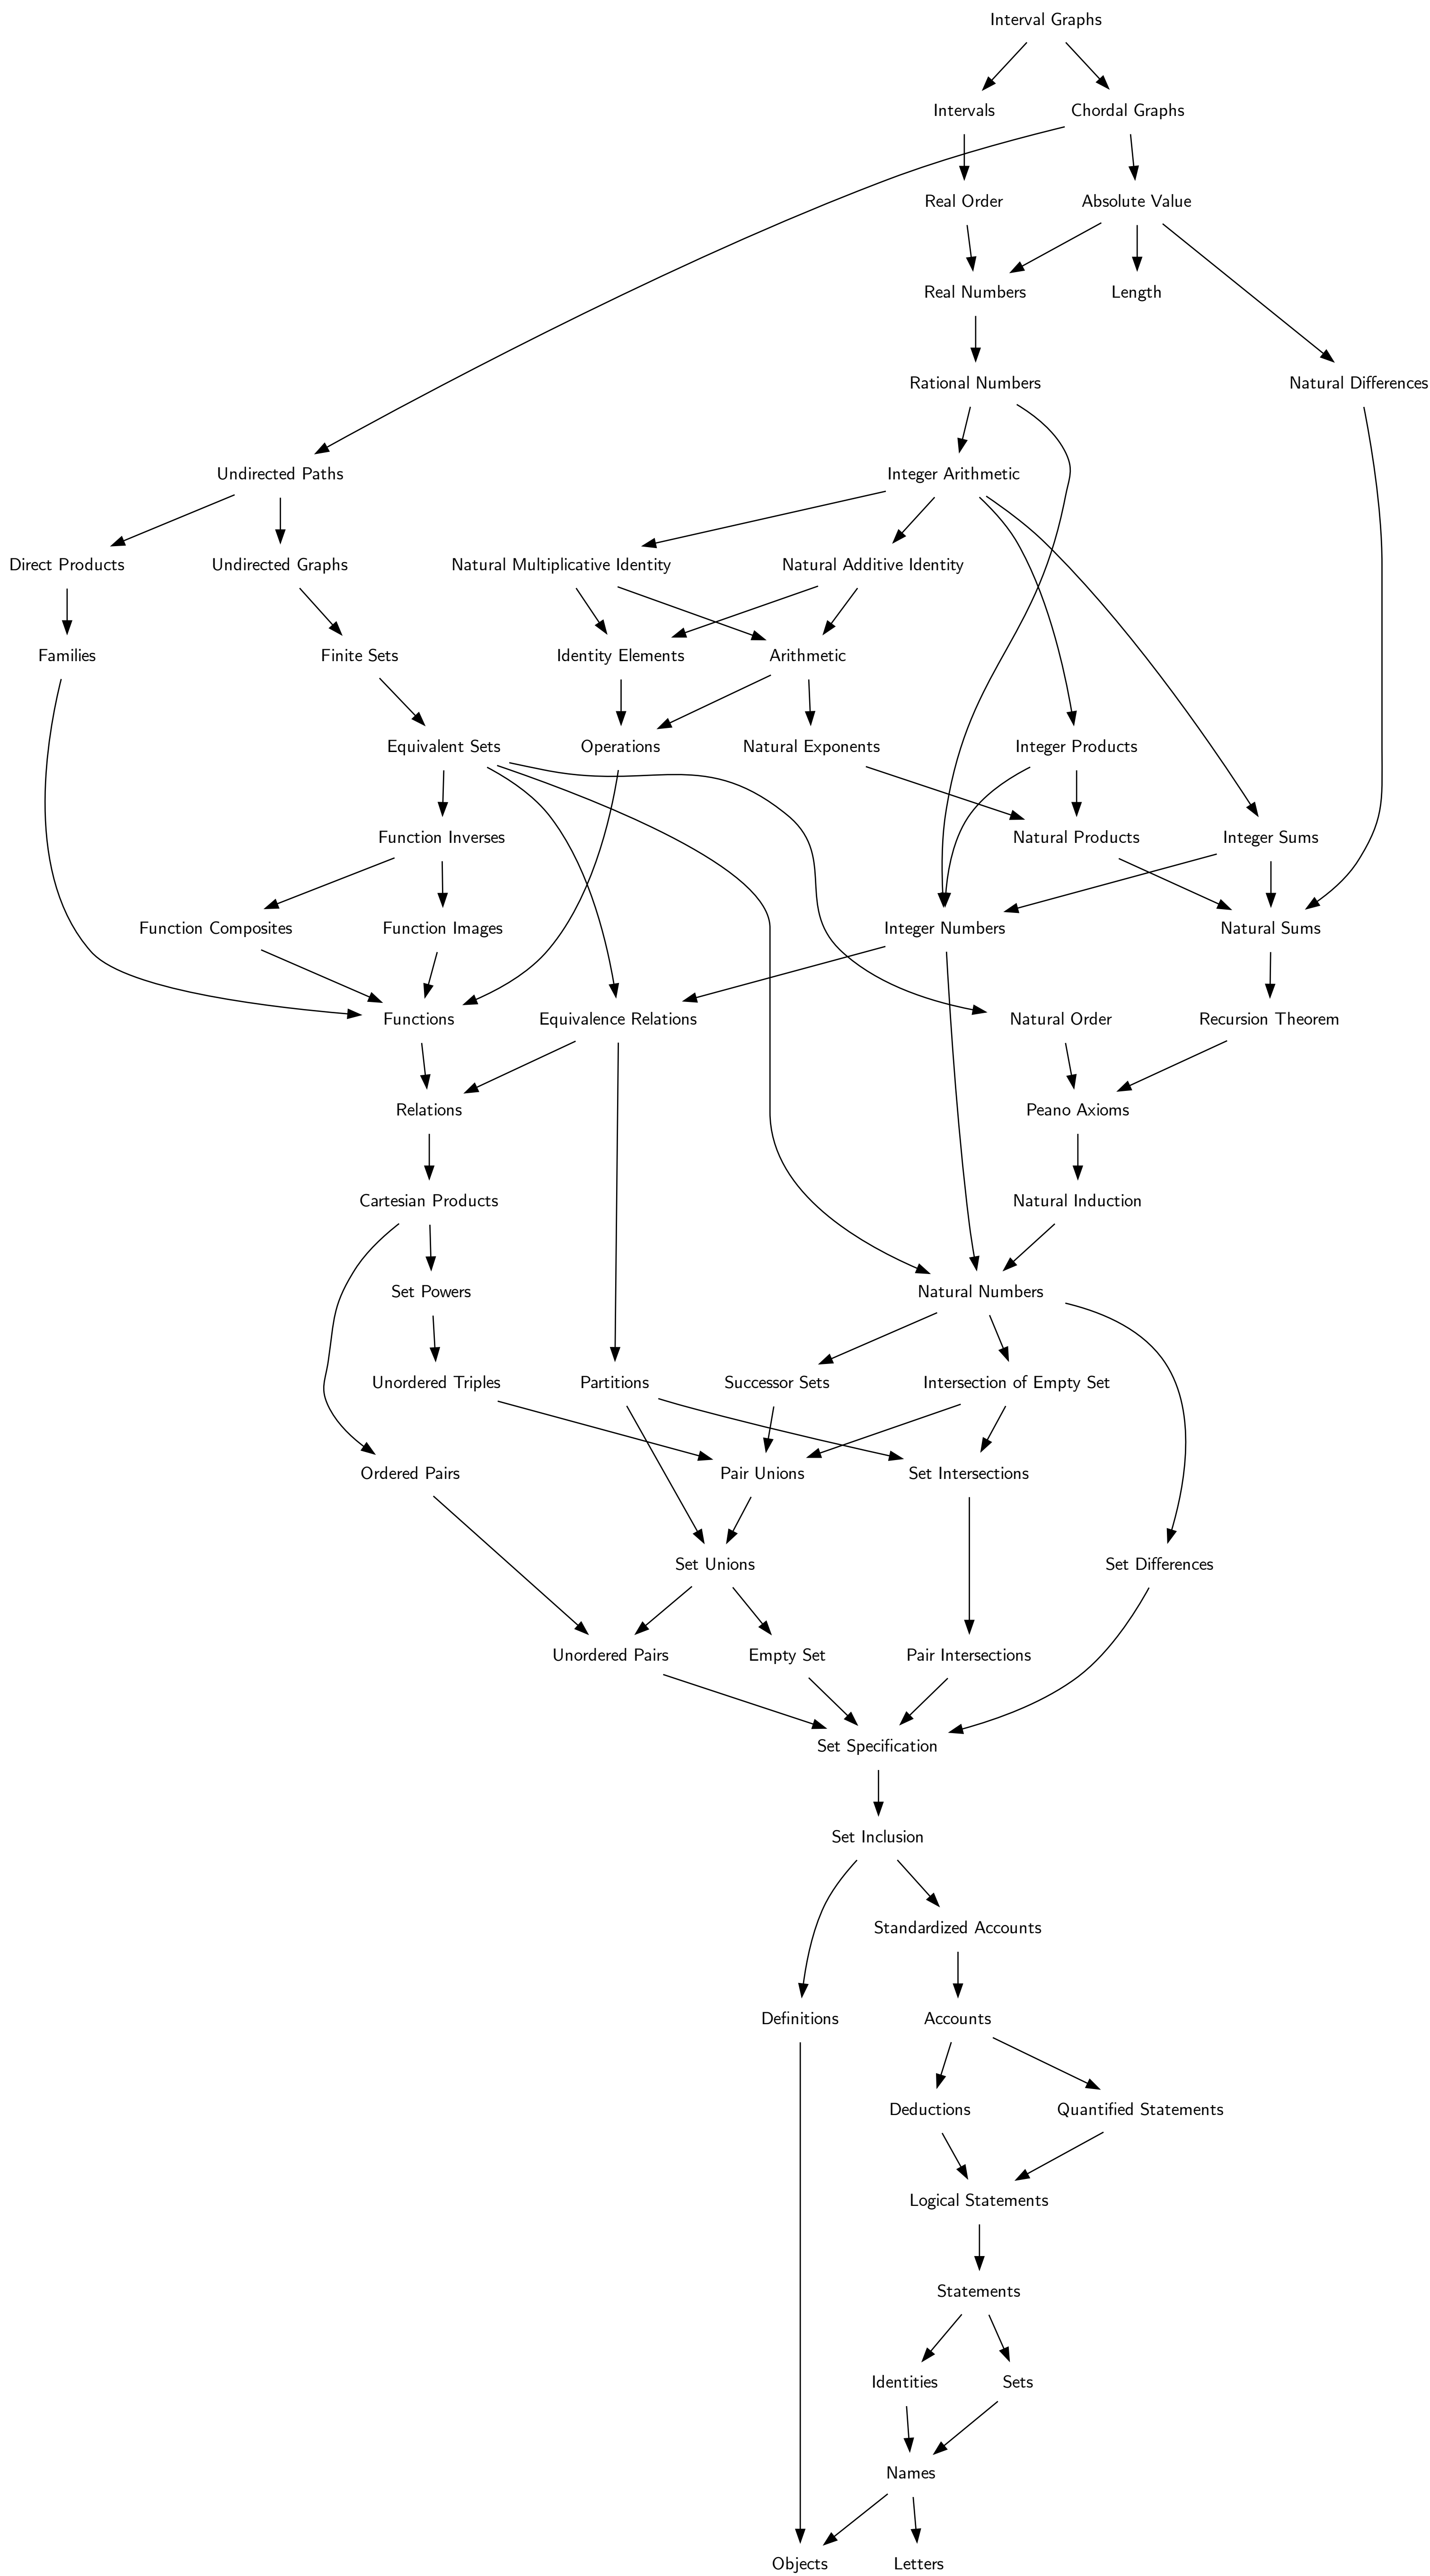 Interval Graphs
Intervals
Chordal Graphs
Real Order
Absolute Value
Real Numbers
Length
Rational Numbers
Natural Differences
Undirected Paths
Integer Arithmetic
Direct Products
Undirected Graphs
Natural Multiplicative Identity
Natural Additive Identity
Families
Finite Sets
Identity Elements
Arithmetic
Equivalent Sets
Operations
Natural Exponents
Integer Products
Function Inverses
Natural Products
Integer Sums
Function Composites
Function Images
Integer Numbers
Natural Sums
Functions
Equivalence Relations
Natural Order
Recursion Theorem
Relations
Peano Axioms
Cartesian Products
Natural Induction
Set Powers
Natural Numbers
Unordered Triples
Partitions
Successor Sets
Intersection of Empty Set
Ordered Pairs
Pair Unions
Set Intersections
Set Unions
Set Differences
Unordered Pairs
Empty Set
Pair Intersections
Set Specification
Set Inclusion
Standardized Accounts
Definitions
Accounts
Deductions
Quantified Statements
Logical Statements
Statements
Identities
Sets
Names
Objects
Letters